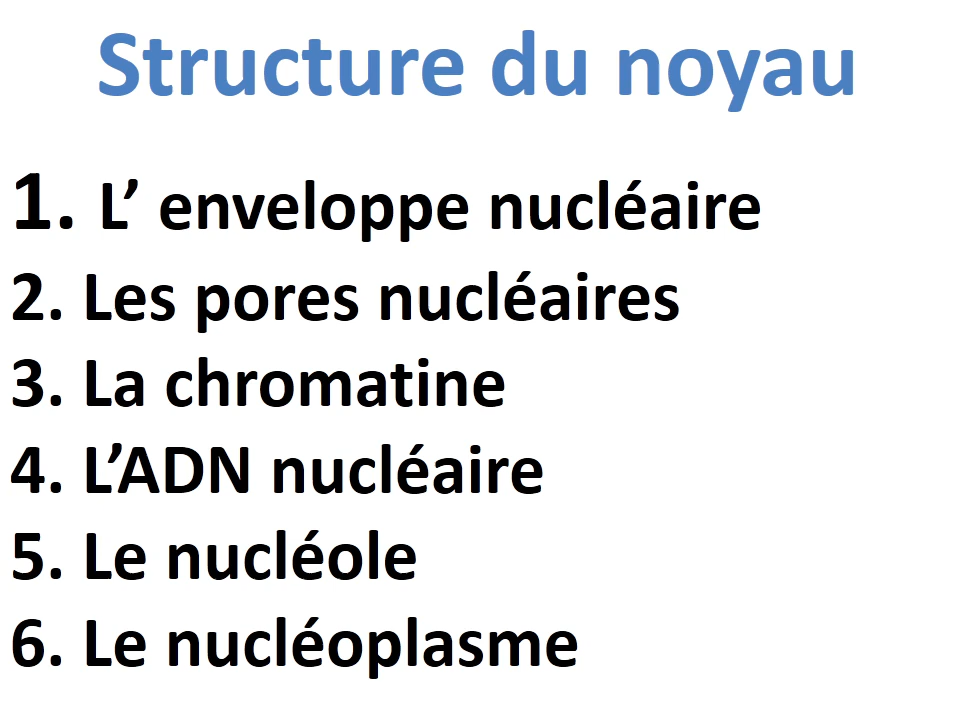 Structure du noyau
1. L’ enveloppe nucléaire
2. Les pores nucléaires
3. La chromatine
4. L’ADN nucléaire
5. Le nucléole
6. Le nucléoplasme